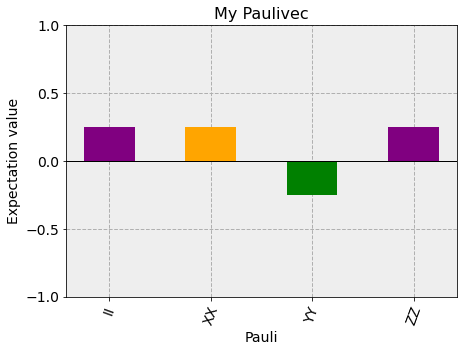 My Paulivec
Expectation value
1.0
0.5
0.0
−0.5
−1.0
II
XX
YY
ZZ
Pauli